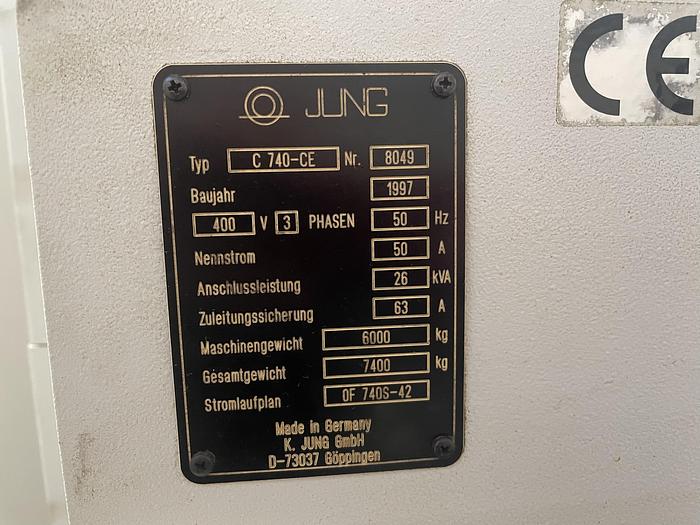 CE
JUNG
Typ C 740-CE Nr. 8049
Baujahr 1997
400 V 3 PHASEN 50 Hz
Nennstrom 50 A
Anschlussleistung 26 kVA
Zuleitungssicherung 63 A
Maschinengewicht 6000 kg
Gesamtgewicht 7400 kg
Stromlaufplan OF 740S-42
Made in Germany
K. JUNG GmbH
D-73037 Göppingen